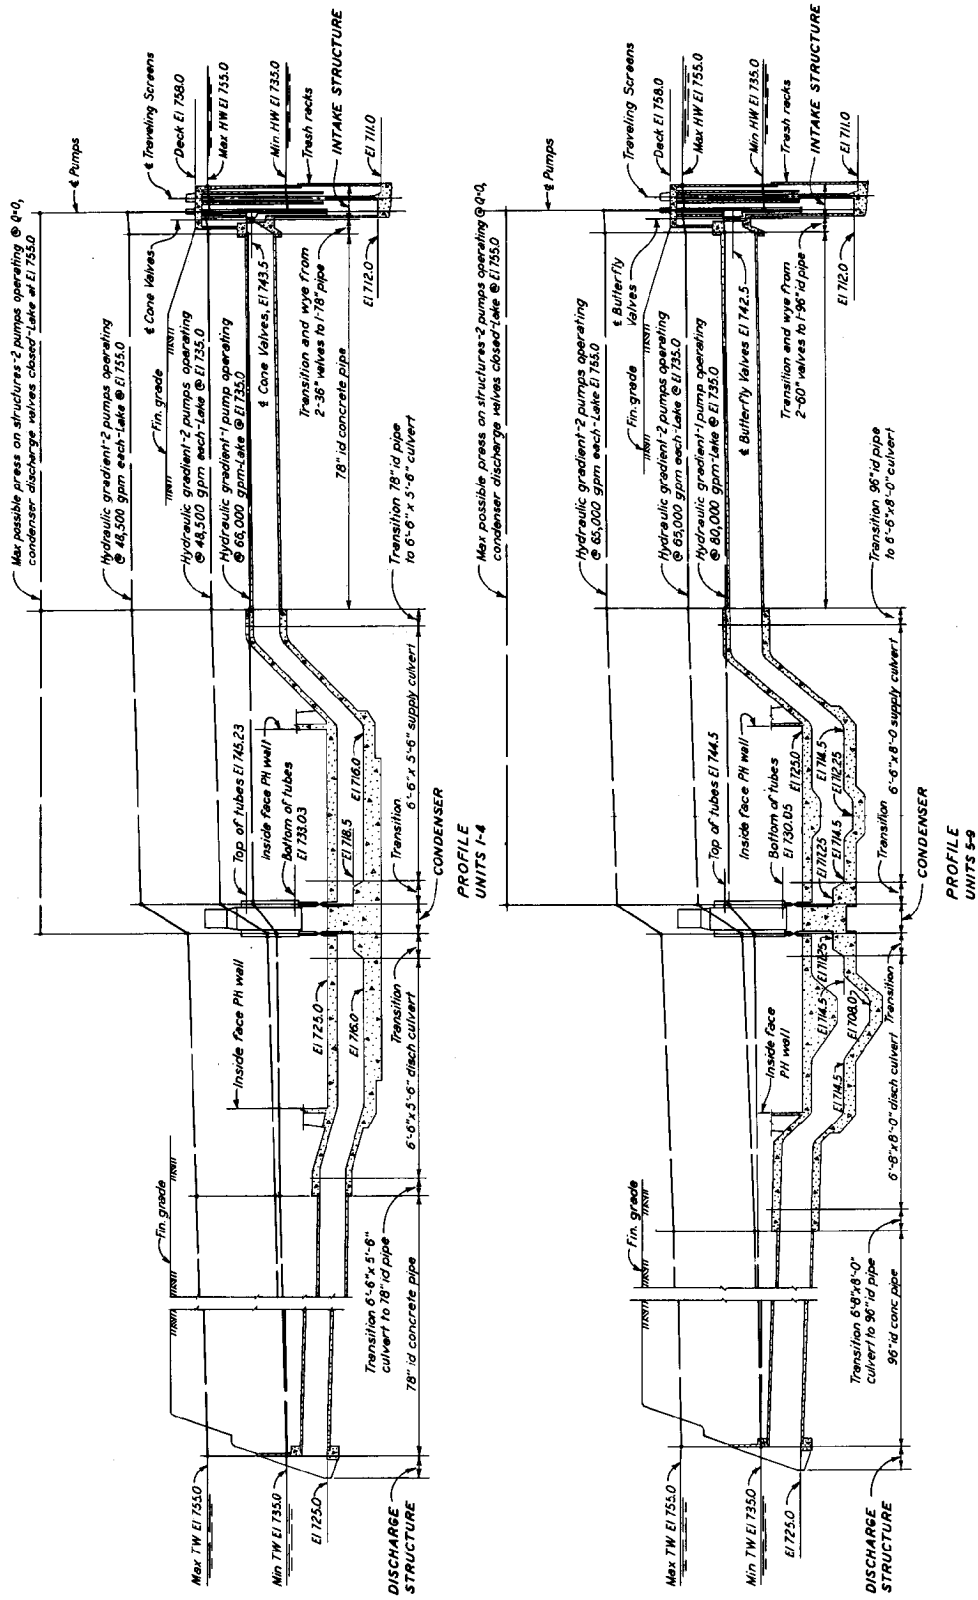 Max possible press on structures-2 pumps operating @ Q=0,
condenser discharge valves closed-Lake at El 755.0
Hydraulic gradient-2 pumps operating
@ 48,500 gpm each-Lake @ El 755.0
Fin. grade
Hydraulic gradient-2 pumps operating
@ 48,500 gpm each-Lake @ El 735.0
Hydraulic gradient-1 pump operating
@ 66,000 gpm-Lake @ El 735.0
℄ Pumps
℄ Cone Valves
℄ Traveling Screens
Deck El 758.0
Max HW El 755.0
Min HW El 735.0
Trash racks
INTAKE STRUCTURE
El 711.0
El 712.0
℄ Cone Valves, El 743.5
Transition and wye from
2-36" valves to 1-78" pipe
78" id concrete pipe
Transition 78" id pipe
to 6'-6" x 5'-6" culvert
6'-6" x 5'-6" supply culvert
Top of tubes El 745.23
Inside face PH wall
Bottom of tubes
El 733.03
El 716.0
El 718.5
Transition
CONDENSER
Inside face PH wall
El 725.0
El 716.0
Transition
6'-6" x 5'-6" disch culvert
Fin. grade
Transition 6'-6" x 5'-6"
culvert to 78" id pipe
78" id concrete pipe
Max TW El 755.0
Min TW El 735.0
El 725.0
DISCHARGE
STRUCTURE
PROFILE
UNITS 1-4
Max possible press on structures-2 pumps operating @ Q=0,
condenser discharge valves closed-Lake @ El 755.0
Hydraulic gradient-2 pumps operating
@ 65,000 gpm each-Lake El 755.0
Fin. grade
Hydraulic gradient-2 pumps operating
@ 65,000 gpm each-Lake @ El 735.0
Hydraulic gradient-1 pump operating
@ 80,000 gpm-Lake @ El 735.0
℄ Pumps
℄ Butterfly
Valves
Traveling Screens
Deck El 758.0
Max HW El 755.0
Min HW El 735.0
Trash racks
INTAKE STRUCTURE
El 711.0
El 712.0
℄ Butterfly Valves El 742.5
Transition and wye from
2-60" valves to 1-96" id pipe
Transition 96" id pipe
to 6'-6"x8'-0" culvert
6'-6"x8'-0 supply culvert
Top of tubes El 744.5
Inside face PH wall
Bottom of tubes
El 730.05
El 725.0
El 714.5
El 712.25
El 714.5
El 712.25
Transition
CONDENSER
Inside face
PH wall
El 712.25
El 714.5
El 708.0
El 714.5
Transition
6'-8"x8'-0" disch culvert
Fin. grade
Transition 6'-8"x8'-0"
culvert to 96" id pipe
96" id conc pipe
Max TW El 755.0
Min TW El 735.0
El 725.0
DISCHARGE
STRUCTURE
PROFILE
UNITS 5-9